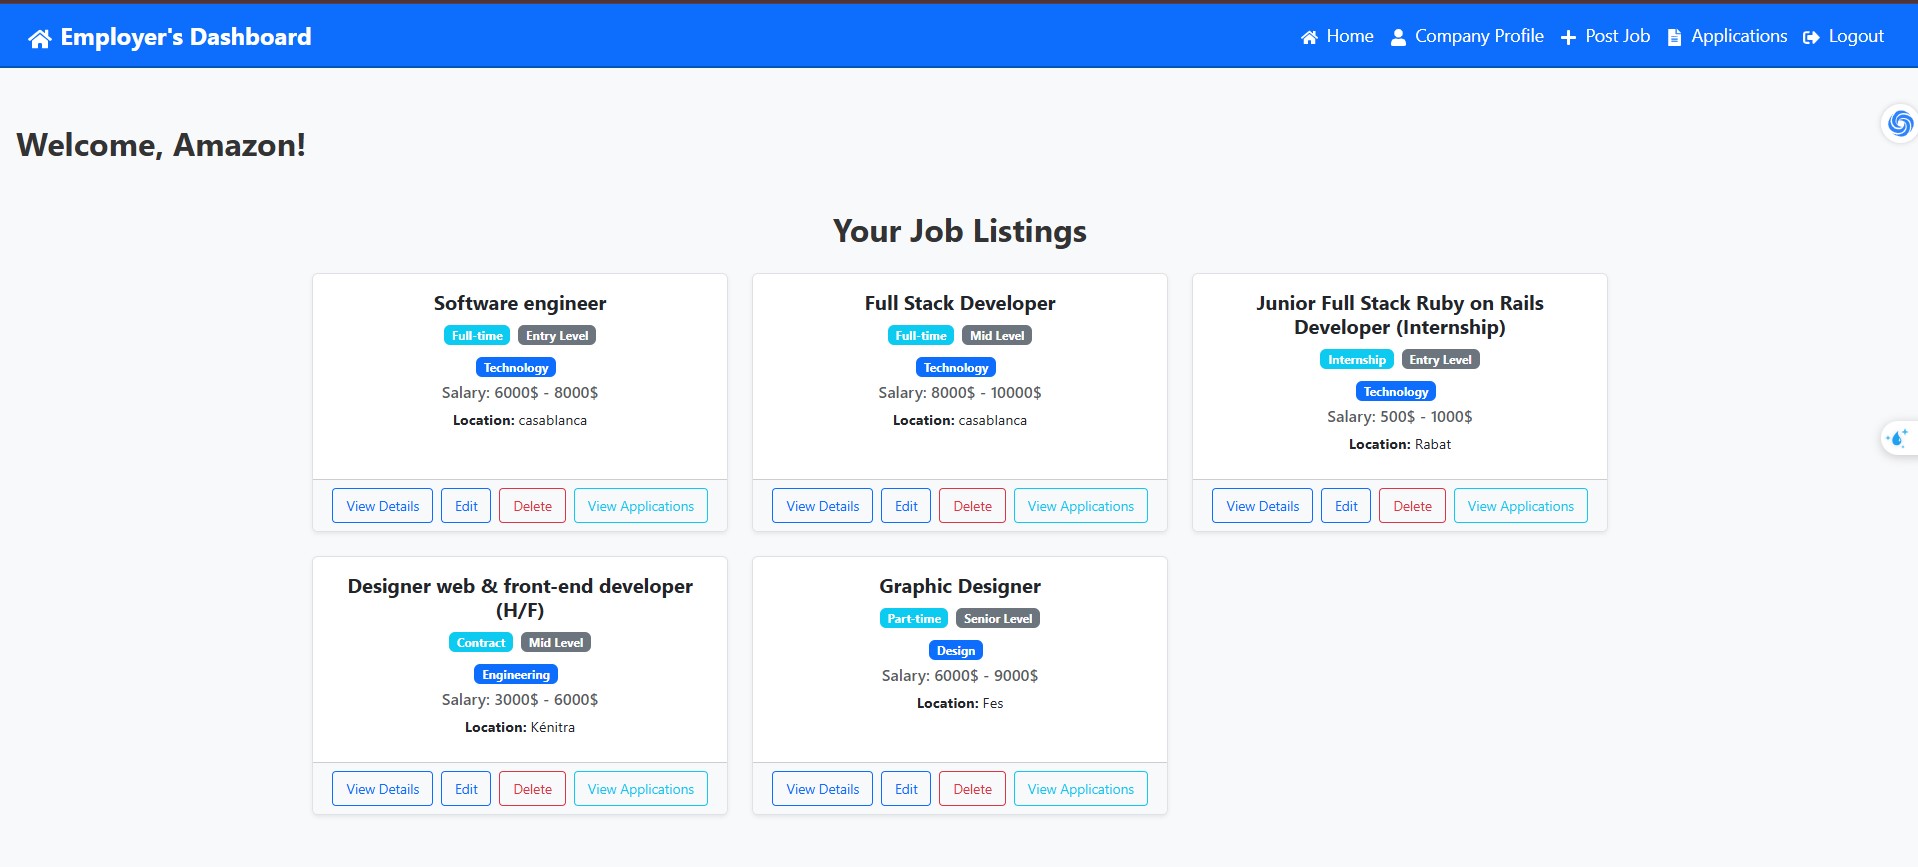 Employer's Dashboard
Home Company Profile Post Job Applications Logout
Welcome, Amazon!
Your Job Listings
Software engineer
Full-time Entry Level
Technology
Salary: 6000$ - 8000$
Location: casablanca
View Details Edit Delete View Applications
Full Stack Developer
Full-time Mid Level
Technology
Salary: 8000$ - 10000$
Location: casablanca
View Details Edit Delete View Applications
Junior Full Stack Ruby on Rails
Developer (Internship)
Internship Entry Level
Technology
Salary: 500$ - 1000$
Location: Rabat
View Details Edit Delete View Applications
Designer web & front-end developer
(H/F)
Contract Mid Level
Engineering
Salary: 3000$ - 6000$
Location: Kénitra
View Details Edit Delete View Applications
Graphic Designer
Part-time Senior Level
Design
Salary: 6000$ - 9000$
Location: Fes
View Details Edit Delete View Applications